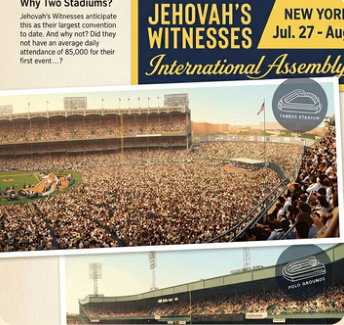 Why Two Stadiums?
Jehovah's Witnesses anticipate
this as their largest convention
to date. And why not? Did they
not have an average daily
attendance of 85,000 for their
first event ...?
JEHOVAH'S
WITNESSES
NEW YORK
Jul. 27 - Au
International Assembly
YANKEE STADIUM
POLO GROUNDS